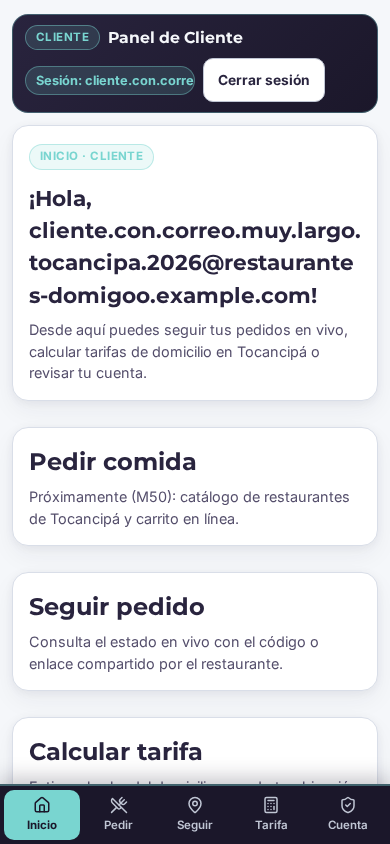 CLIENTE Panel de Cliente
Sesión: cliente.con.corre Cerrar sesión
INICIO · CLIENTE
¡Hola,
cliente.con.correo.muy.largo.
tocancipa.2026@restaurante
s-domigoo.example.com!
Desde aquí puedes seguir tus pedidos en vivo,
calcular tarifas de domicilio en Tocancipá o
revisar tu cuenta.
Pedir comida
Próximamente (M50): catálogo de restaurantes
de Tocancipá y carrito en línea.
Seguir pedido
Consulta el estado en vivo con el código o
enlace compartido por el restaurante.
Calcular tarifa
Inicio Pedir Seguir Tarifa Cuenta